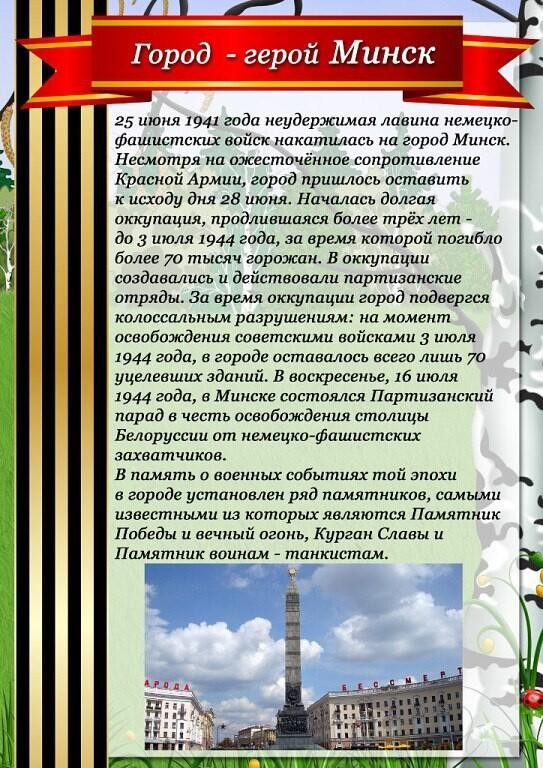 Город - герой Минск
25 июня 1941 года неудержимая лавина немецко-
фашистских войск накатилась на город Минск.
Несмотря на ожесточённое сопротивление
Красной Армии, город пришлось оставить
к исходу дня 28 июня. Началась долгая
оккупация, продлившаяся более трёх лет -
до 3 июля 1944 года, за время которой погибло
более 70 тысяч горожан. В оккупации
создавались и действовали партизанские
отряды. За время оккупации город подвергся
колоссальным разрушениям: на момент
освобождения советскими войсками 3 июля
1944 года, в городе оставалось всего лишь 70
уцелевших зданий. В воскресенье, 16 июля
1944 года, в Минске состоялся Партизанский
парад в честь освобождения столицы
Белоруссии от немецко-фашистских
захватчиков.
В память о военных событиях той эпохи
в городе установлен ряд памятников, самыми
известными из которых являются Памятник
Победы и вечный огонь, Курган Славы и
Памятник воинам - танкистам.
АРОДА
БЕССМЕРТ